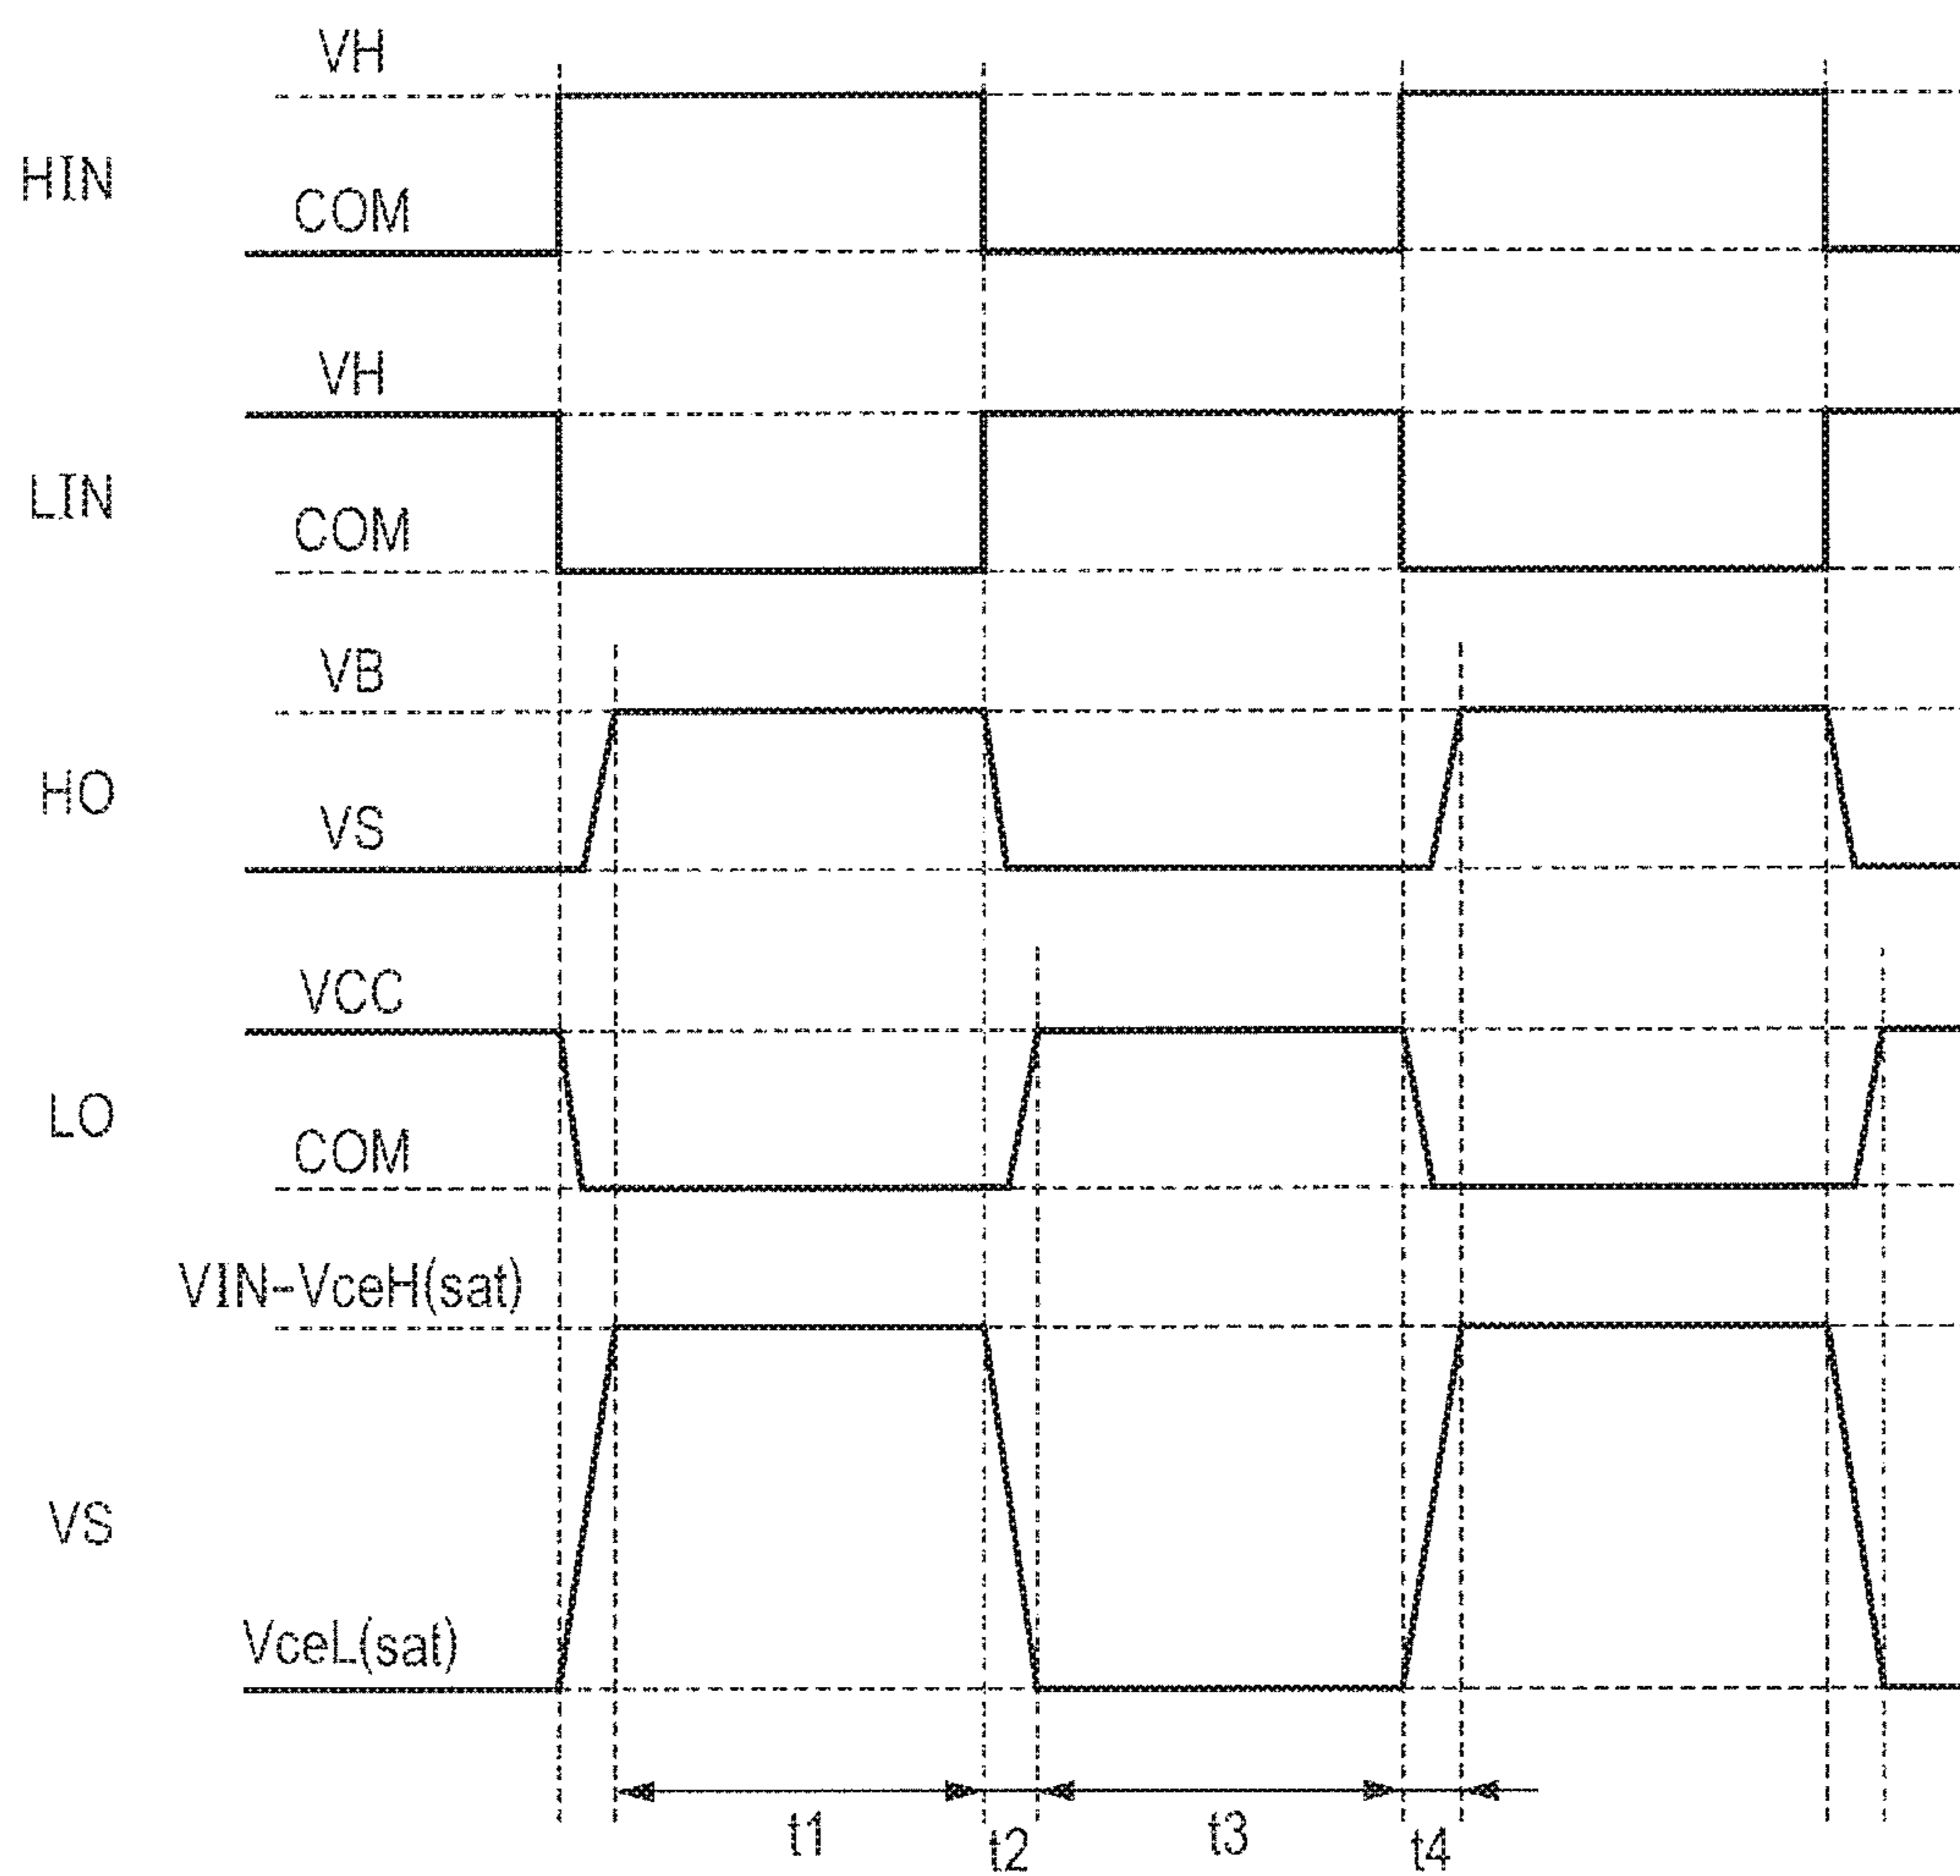 VH
HIN
COM
VH
LIN
COM
VB
HO
VS
VCC
LO
COM
VIN-VceH(sat)
VS
VceL(sat)
t1 t2 t3 t4